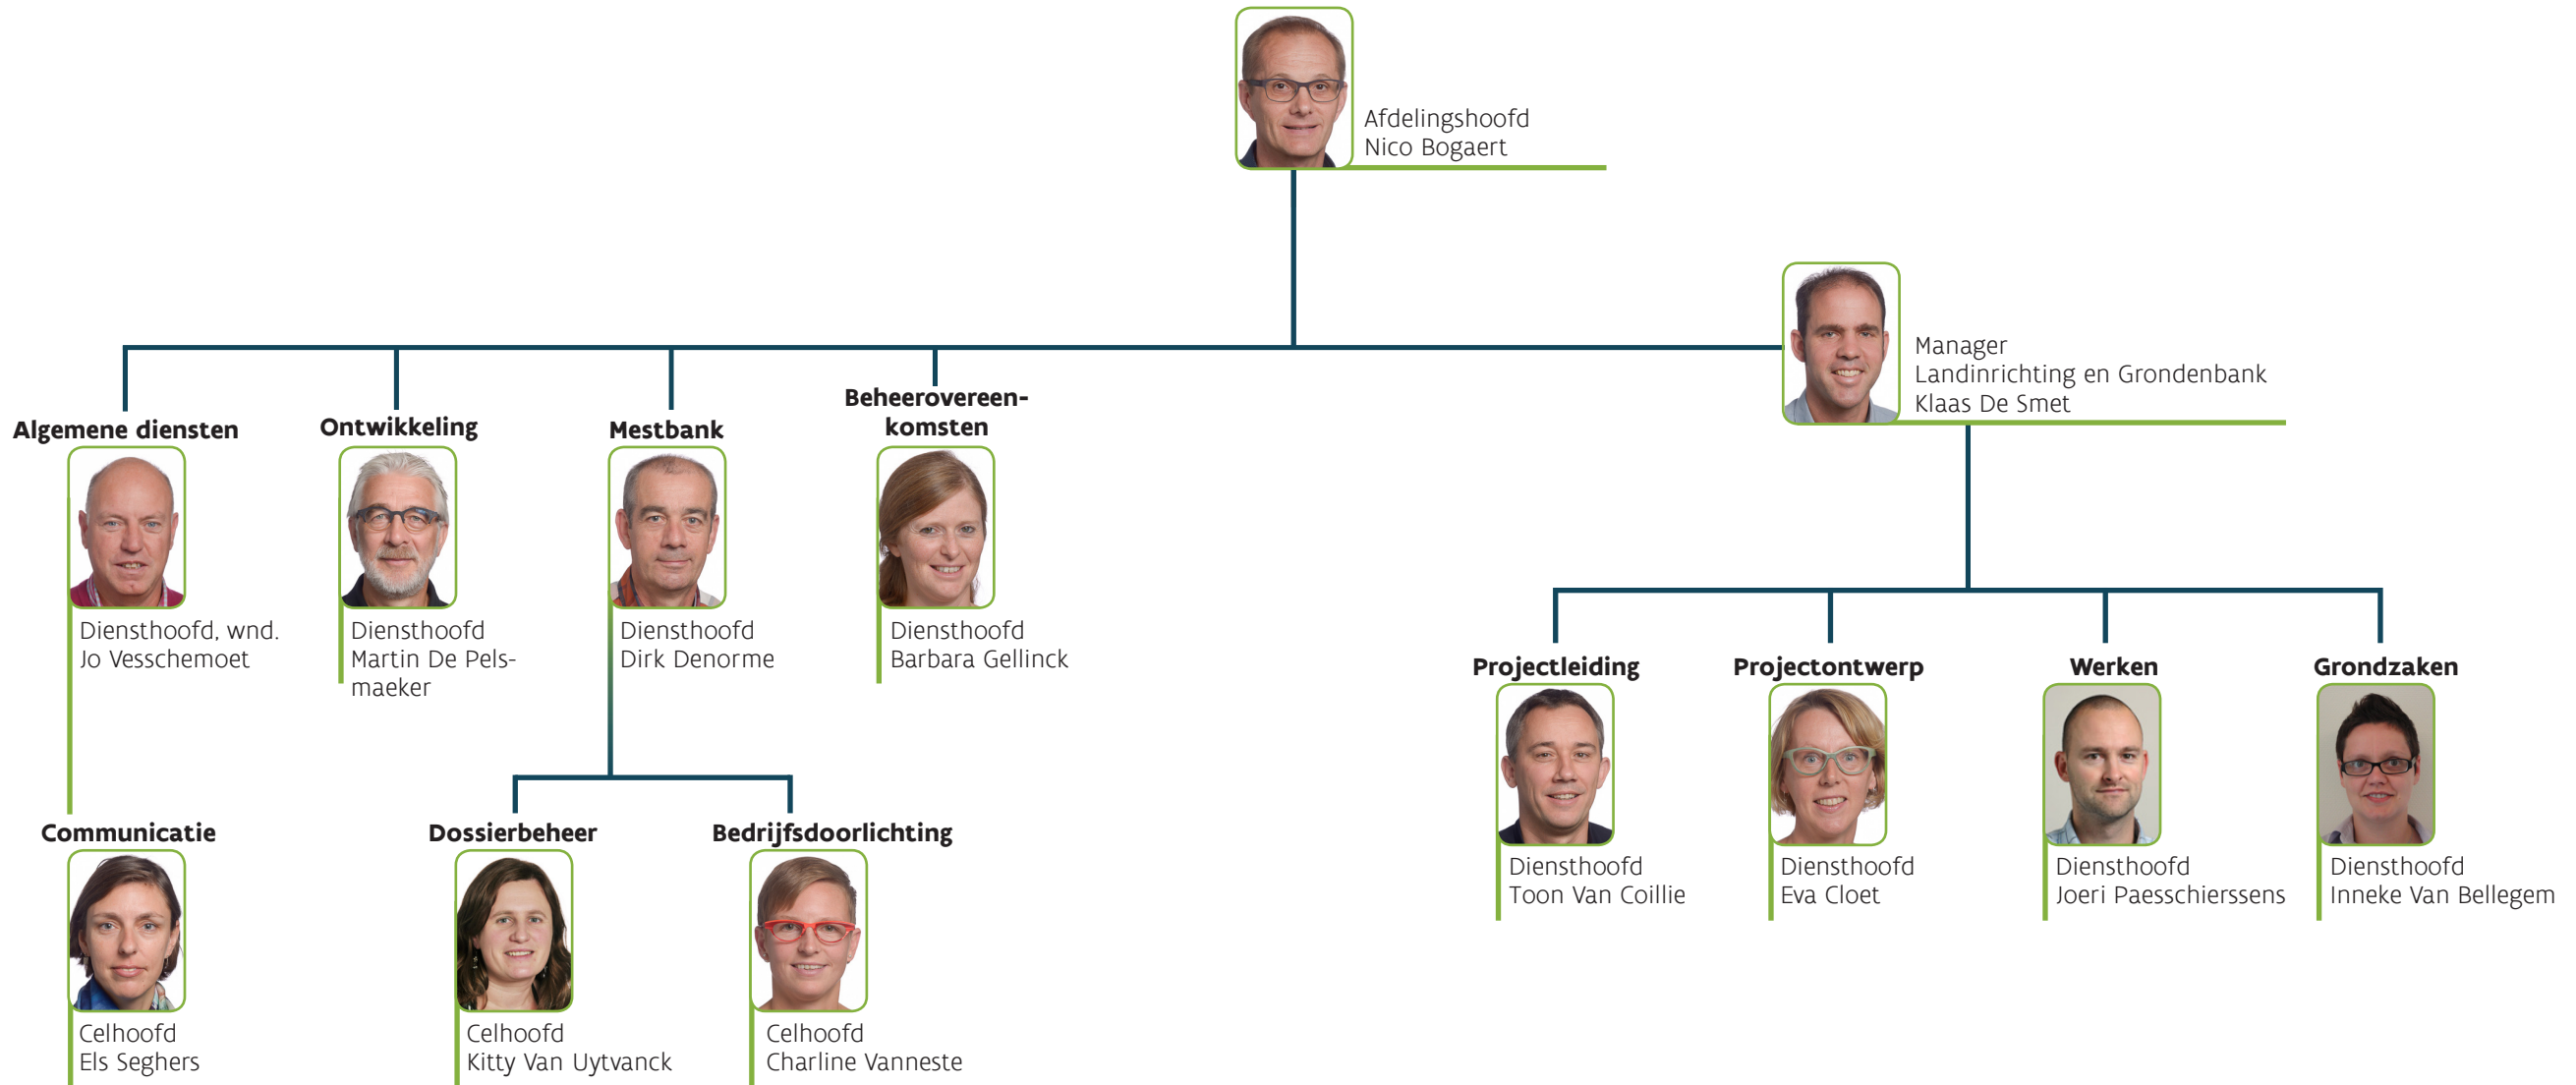 Afdelingshoofd
Nico Bogaert
Manager
Landinrichting en Grondenbank
Klaas De Smet
Algemene diensten
Diensthoofd, wnd.
Jo Vesschemoet
Ontwikkeling
Diensthoofd
Martin De Pels-
maeker
Mestbank
Diensthoofd
Dirk Denorme
Beheerovereen-
komsten
Diensthoofd
Barbara Gellinck
Projectleiding
Diensthoofd
Toon Van Coillie
Projectontwerp
Diensthoofd
Eva Cloet
Werken
Diensthoofd
Joeri Paesschierssens
Grondzaken
Diensthoofd
Inneke Van Bellegem
Communicatie
Celhoofd
Els Seghers
Dossierbeheer
Celhoofd
Kitty Van Uytvanck
Bedrijfsdoorlichting
Celhoofd
Charline Vanneste